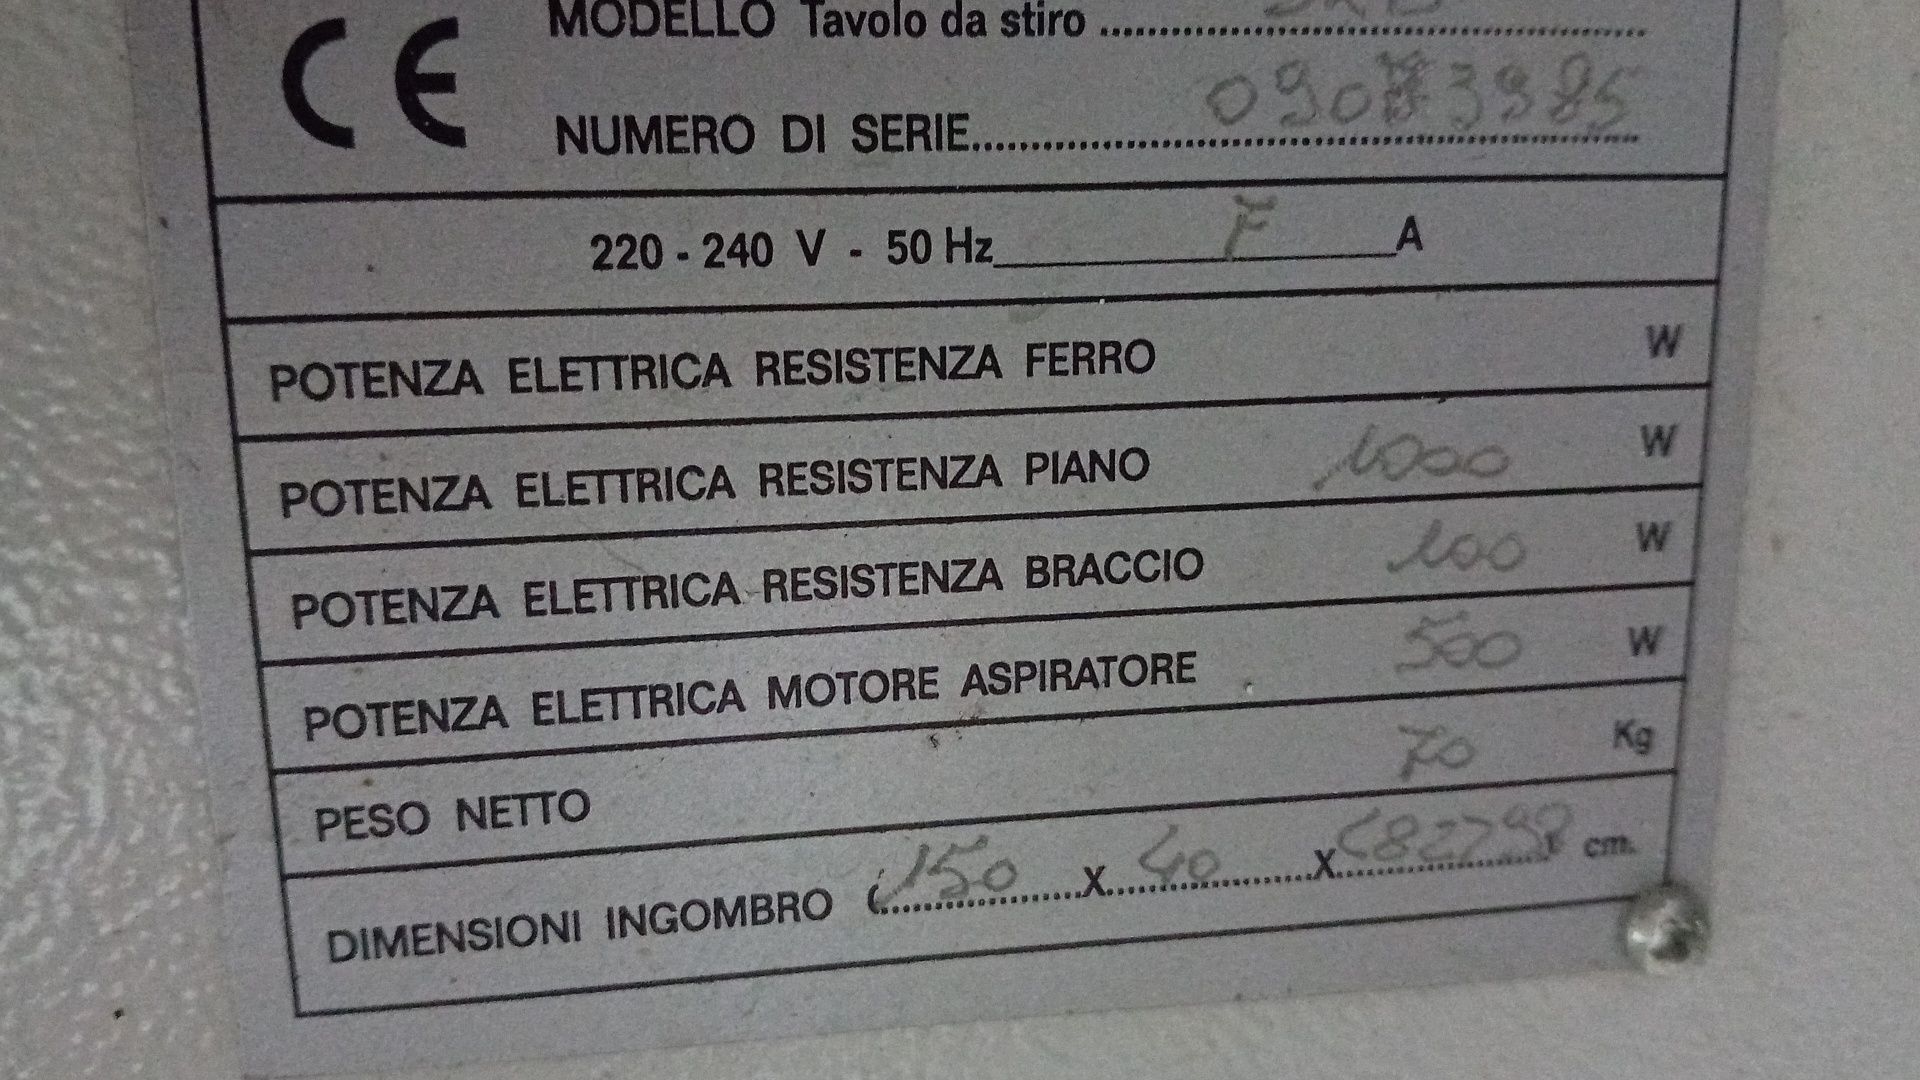 CE
MODELLO Tavolo da stiro
NUMERO DI SERIE
220 - 240 V - 50 Hz 7 A
POTENZA ELETTRICA RESISTENZA FERRO W
POTENZA ELETTRICA RESISTENZA PIANO 1000 W
POTENZA ELETTRICA RESISTENZA BRACCIO 100 W
POTENZA ELETTRICA MOTORE ASPIRATORE 500 W
PESO NETTO 70 Kg
DIMENSIONI INGOMBRO (150 X 40 X cm.